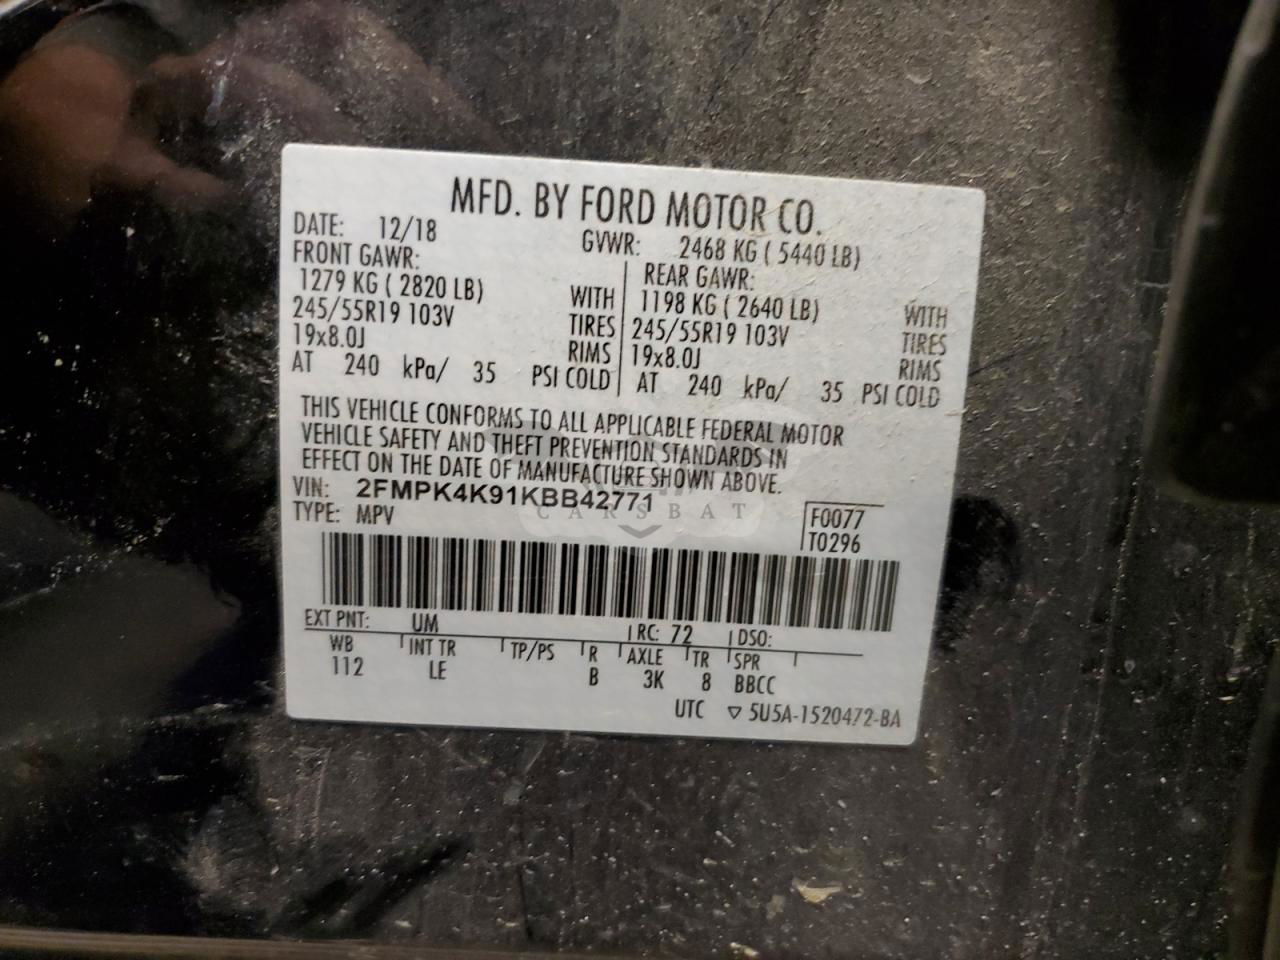 MFD. BY FORD MOTOR CO.
DATE: 12/18 GVWR: 2468 KG ( 5440 LB)
FRONT GAWR: REAR GAWR:
1279 KG ( 2820 LB) WITH 1198 KG ( 2640 LB) WITH
245/55R19 103V TIRES 245/55R19 103V TIRES
19x8.0J RIMS 19x8.0J RIMS
AT 240 kPa/ 35 PSI COLD AT 240 kPa/ 35 PSI COLD
THIS VEHICLE CONFORMS TO ALL APPLICABLE FEDERAL MOTOR
VEHICLE SAFETY AND THEFT PREVENTION STANDARDS IN
EFFECT ON THE DATE OF MANUFACTURE SHOWN ABOVE.
VIN: 2FMPK4K91KBB42771
TYPE: MPV
F0077
T0296
CARSBAT
EXT PNT: UM RC: 72 DSO:
WB INT TR TP/PS R AXLE TR SPR
112 LE B 3K 8 BBCC
UTC ▽ 5U5A-1520472-BA